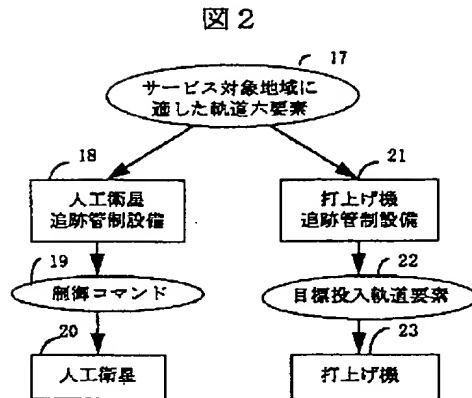 図2
17
サービス対象地域に
適した軌道六要素
18
21
人工衛星
追跡管制設備
打上げ機
追跡管制設備
19
22
制御コマンド
目標投入軌道要素
20
23
人工衛星
打上げ機